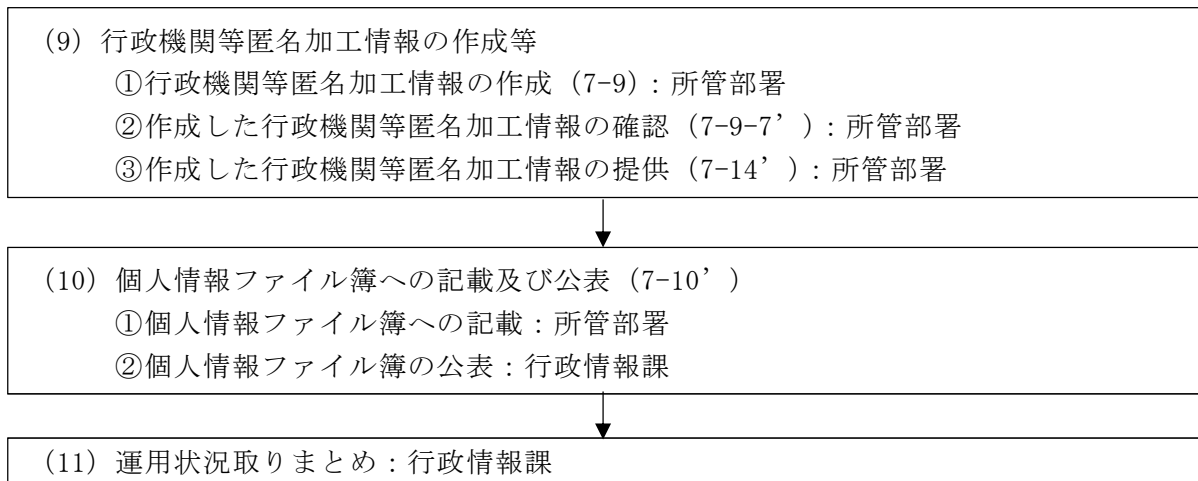 (9) 行政機関等匿名加工情報の作成等
①行政機関等匿名加工情報の作成 (7-9)：所管部署
②作成した行政機関等匿名加工情報の確認 (7-9-7’)：所管部署
③作成した行政機関等匿名加工情報の提供 (7-14’)：所管部署
(10) 個人情報ファイル簿への記載及び公表 (7-10’)
①個人情報ファイル簿への記載：所管部署
②個人情報ファイル簿の公表：行政情報課
(11) 運用状況取りまとめ：行政情報課